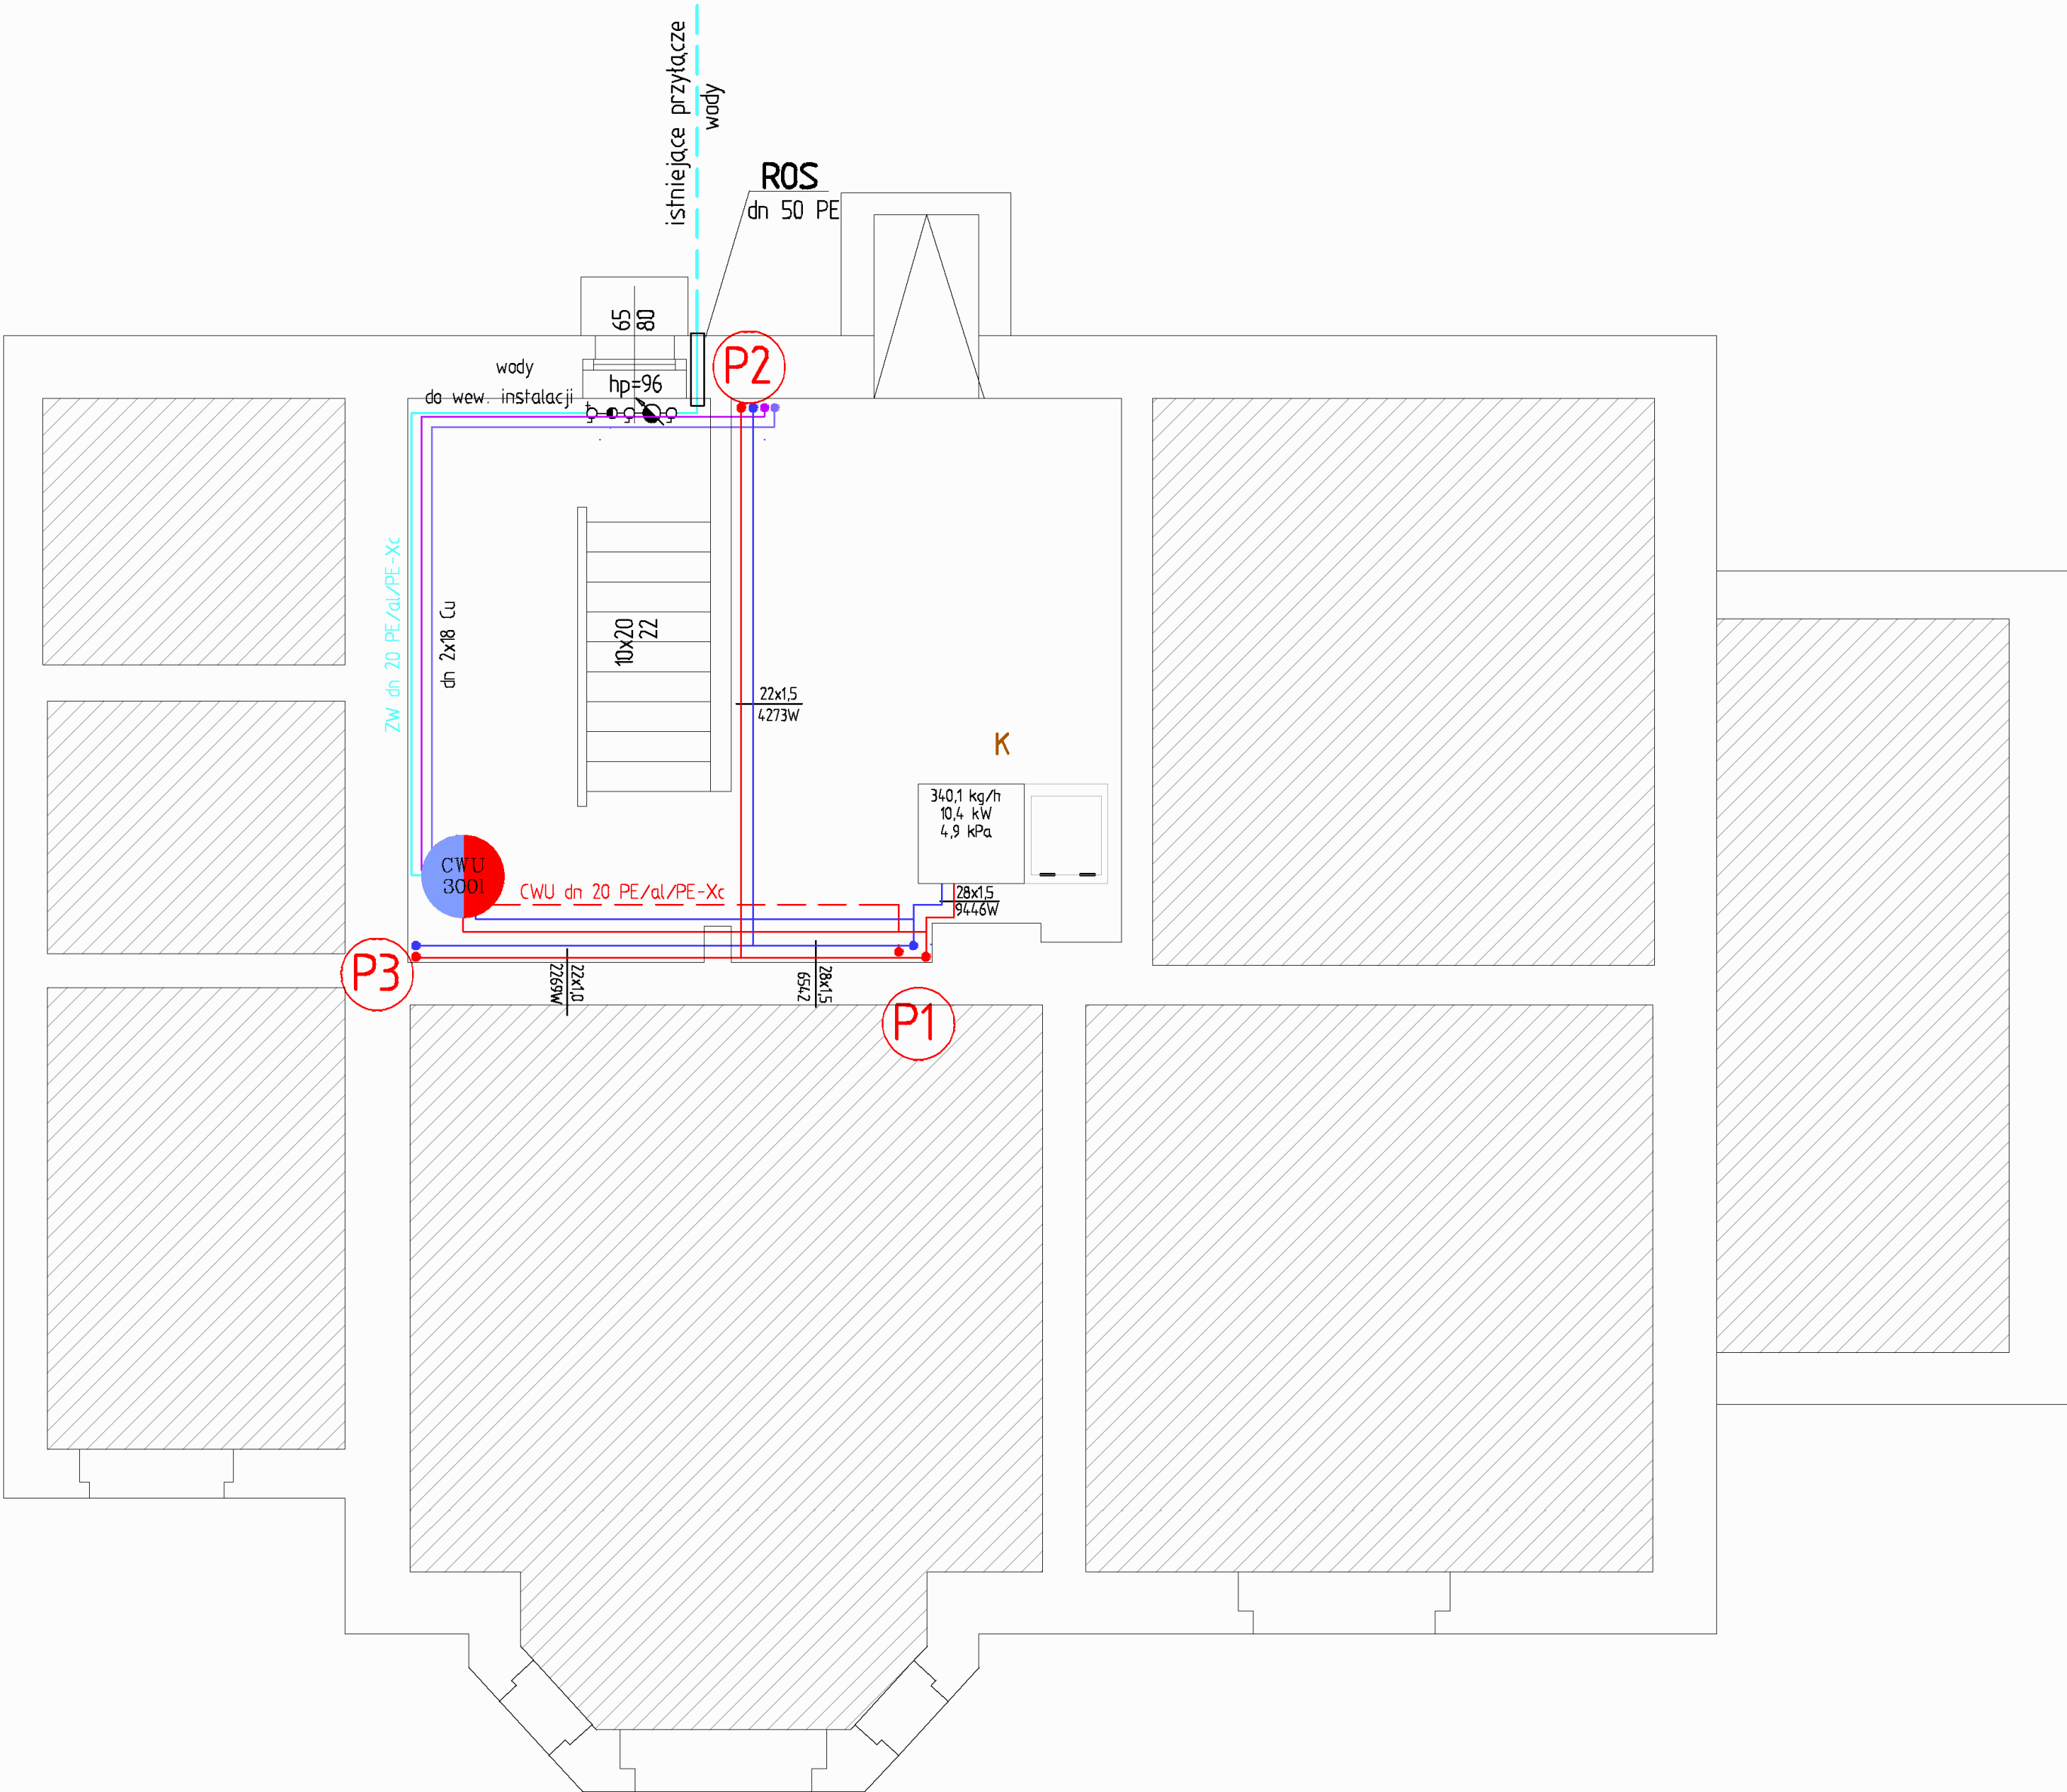 istniejące przyłącze
wody
ROS
dn 50 PE
65
80
P2
wody
do wew. instalacji
hp=96
ZW dn 20 PE/al/PE-Xc
dn 2x18 Cu
10x20
22
22x1,5
4273W
K
340,1 kg/h
10,4 kW
4,9 kPa
CWU
300l
CWU dn 20 PE/al/PE-Xc
28x1,5
9446W
P3
22x1,0
2269W
28x1,5
6542
P1